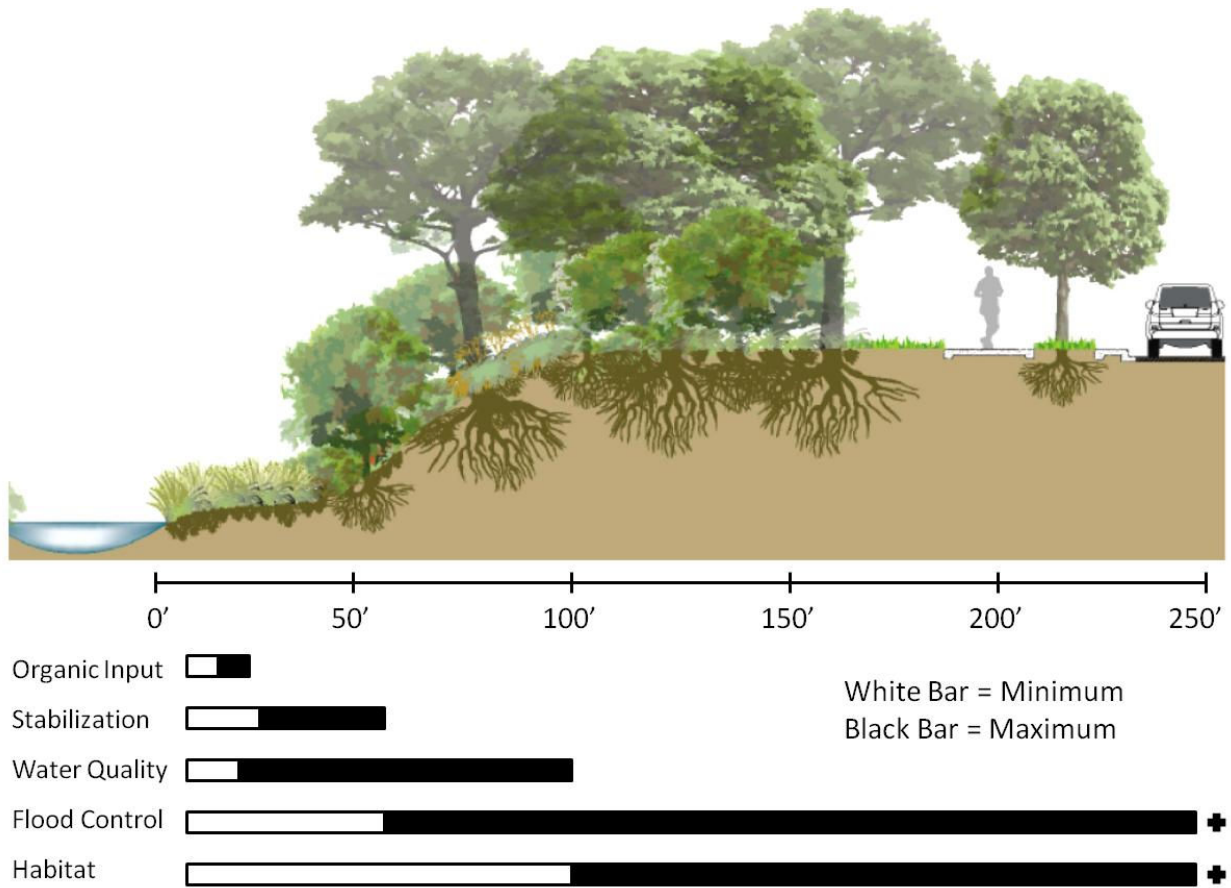 0’ 50’ 100’ 150’ 200’ 250’
Organic Input
Stabilization
Water Quality
Flood Control
Habitat
White Bar = Minimum
Black Bar = Maximum